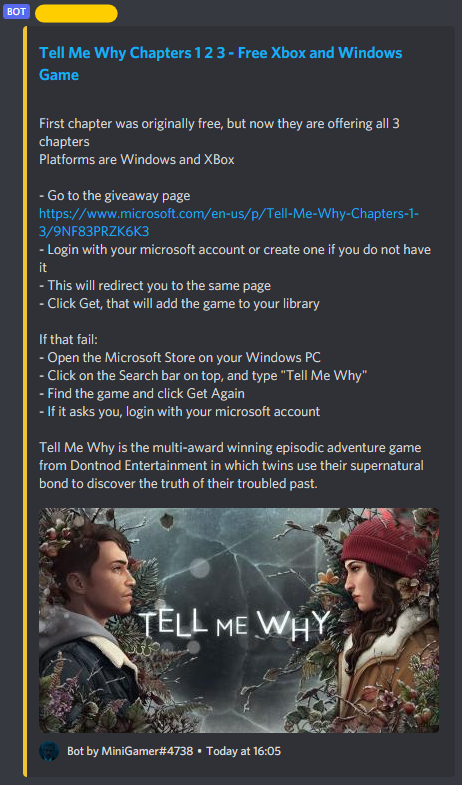 BOT
Tell Me Why Chapters 1 2 3 - Free Xbox and Windows
Game
First chapter was originally free, but now they are offering all 3
chapters
Platforms are Windows and XBox
- Go to the giveaway page
https://www.microsoft.com/en-us/p/Tell-Me-Why-Chapters-1-
3/9NF83PRZK6K3
- Login with your microsoft account or create one if you do not have
it
- This will redirect you to the same page
- Click Get, that will add the game to your library
If that fail:
- Open the Microsoft Store on your Windows PC
- Click on the Search bar on top, and type "Tell Me Why"
- Find the game and click Get Again
- If it asks you, login with your microsoft account
Tell Me Why is the multi-award winning episodic adventure game
from Dontnod Entertainment in which twins use their supernatural
bond to discover the truth of their troubled past.
TELL ME WHY
Bot by MiniGamer#4738 • Today at 16:05